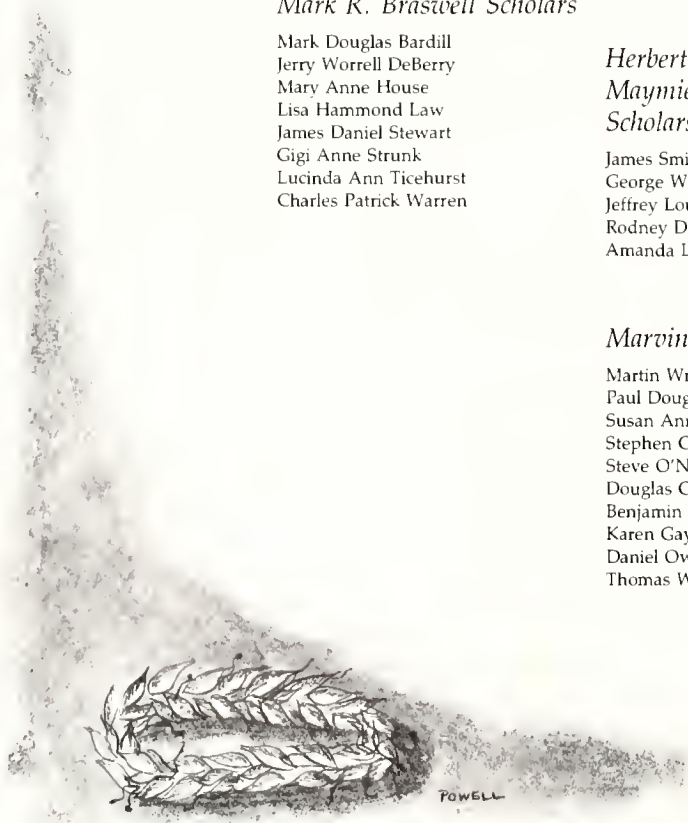 Mark R. Braswell Scholars
Mark Douglas Bardill
Jerry Worrell DeBerry
Mary Anne House
Lisa Hammond Law
James Daniel Stewart
Gigi Anne Strunk
Lucinda Ann Ticehurst
Charles Patrick Warren
Herbert
Maymie
Scholars
James Smi
George W
Jeffrey Lou
Rodney D
Amanda L
Marvin
Martin Wr
Paul Doug
Susan Ann
Stephen C
Steve O'N
Douglas C
Benjamin
Karen Gay
Daniel Ow
Thomas W
POWELL